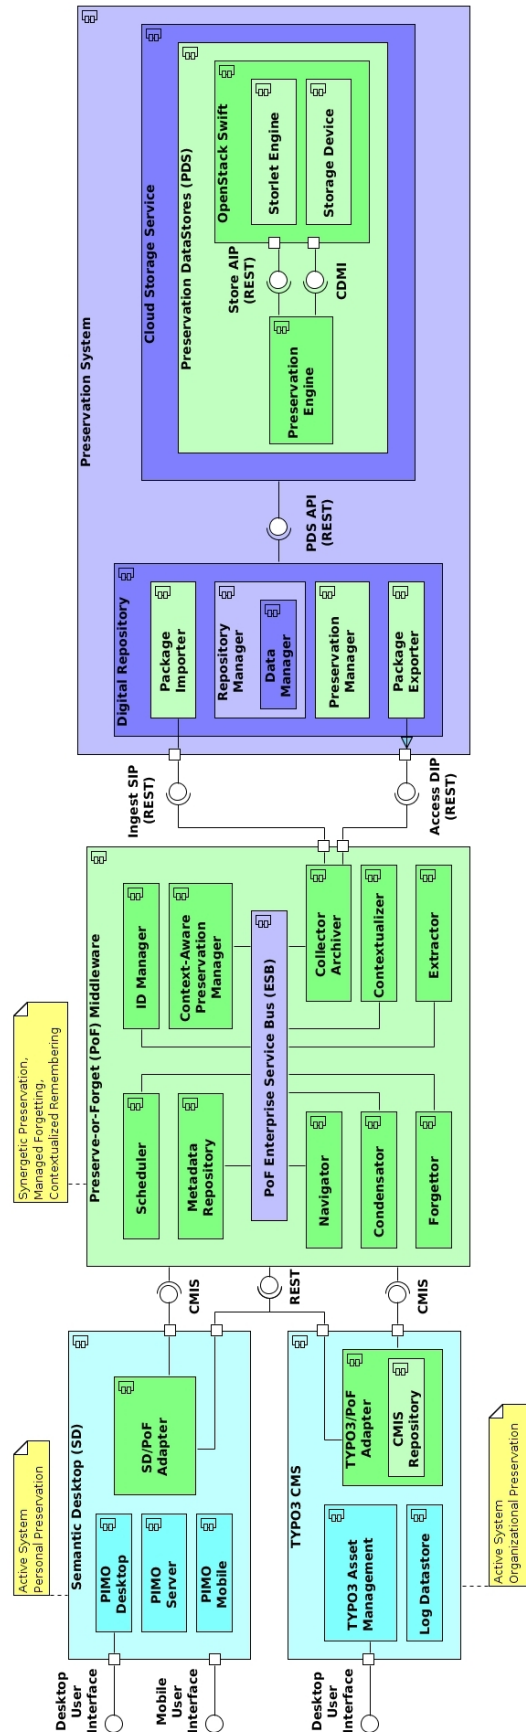 Preservation System
Cloud Storage Service
Preservation DataStores (PDS)
OpenStack Swift
Storlet Engine
Storage Device
Store AIP
(REST)
CDMI
Preservation
Engine
PDS API
(REST)
Digital Repository
Package
Importer
Repository
Manager
Data
Manager
Preservation
Manager
Package
Exporter
Ingest SIP
(REST)
Access DIP
(REST)
Synergetic Preservation,
Managed Forgetting,
Contextualized Remembering
Preserve-or-Forget (PoF) Middleware
ID Manager
Context-Aware
Preservation
Manager
PoF Enterprise Service Bus (ESB)
Collector
Archiver
Contextualizer
Extractor
Scheduler
Metadata
Repository
Navigator
Condensator
Forgettor
CMIS
REST
CMIS
Active System
Personal Preservation
Semantic Desktop (SD)
SD/PoF
Adapter
PIMO
Desktop
PIMO
Server
PIMO
Mobile
Desktop
User
Interface
Mobile
User
Interface
TYPO3 CMS
TYPO3/PoF
Adapter
CMIS
Repository
TYPO3 Asset
Management
Log Datastore
Desktop
User
Interface
Active System
Organizational Preservation